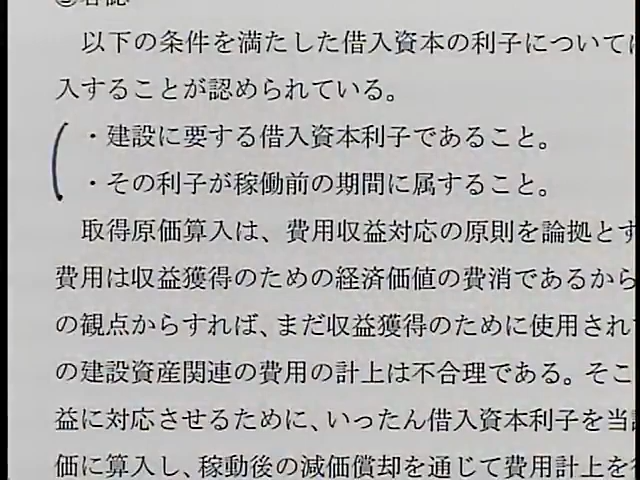 以下の条件を満たした借入資本の利子については
入することが認められている。
・建設に要する借入資本利子であること。
・その利子が稼働前の期間に属すること。
取得原価算入は、費用収益対応の原則を論拠とす
費用は収益獲得のための経済価値の費消であるから
の観点からすれば、まだ収益獲得のために使用され
の建設資産関連の費用の計上は不合理である。そこ
益に対応させるために、いったん借入資本利子を当
価に算入し、稼動後の減価償却を通じて費用計上を